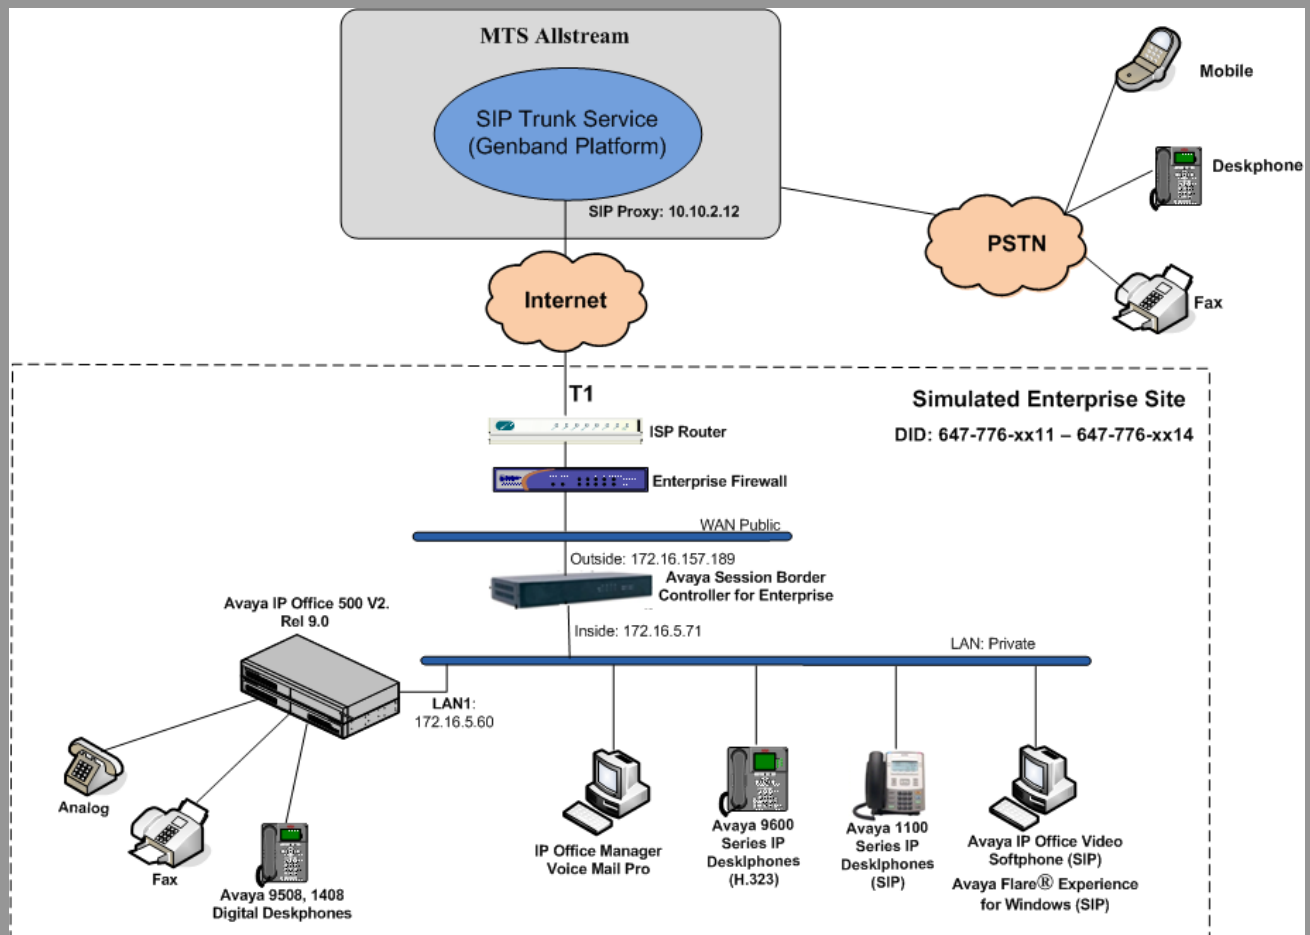 MTS Allstream
SIP Trunk Service
(Genband Platform)
SIP Proxy: 10.10.2.12
Mobile
Deskphone
PSTN
Fax
Internet
T1
Simulated Enterprise Site
DID: 647-776-xx11 – 647-776-xx14
ISP Router
Enterprise Firewall
WAN Public
Outside: 172.16.157.189
Avaya Session Border
Controller for Enterprise
Inside: 172.16.5.71
LAN: Private
Avaya IP Office 500 V2.
Rel 9.0
LAN1:
172.16.5.60
Analog
Fax
Avaya 9508, 1408
Digital Deskphones
IP Office Manager
Voice Mail Pro
Avaya 9600
Series IP
Desklphones
(H.323)
Avaya 1100
Series IP
Desklphones
(SIP)
Avaya IP Office Video
Softphone (SIP)
Avaya Flare® Experience
for Windows (SIP)